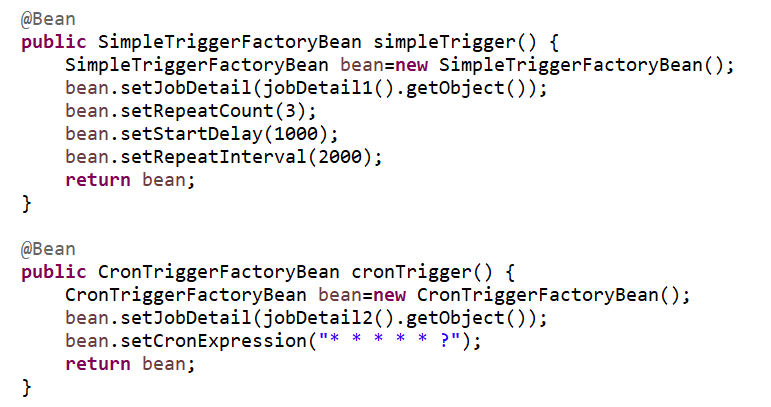 @Bean
public SimpleTriggerFactoryBean simpleTrigger() {
    SimpleTriggerFactoryBean bean=new SimpleTriggerFactoryBean();
    bean.setJobDetail(jobDetail1().getObject());
    bean.setRepeatCount(3);
    bean.setStartDelay(1000);
    bean.setRepeatInterval(2000);
    return bean;
}

@Bean
public CronTriggerFactoryBean cronTrigger() {
    CronTriggerFactoryBean bean=new CronTriggerFactoryBean();
    bean.setJobDetail(jobDetail2().getObject());
    bean.setCronExpression("* * * * * ?");
    return bean;
}